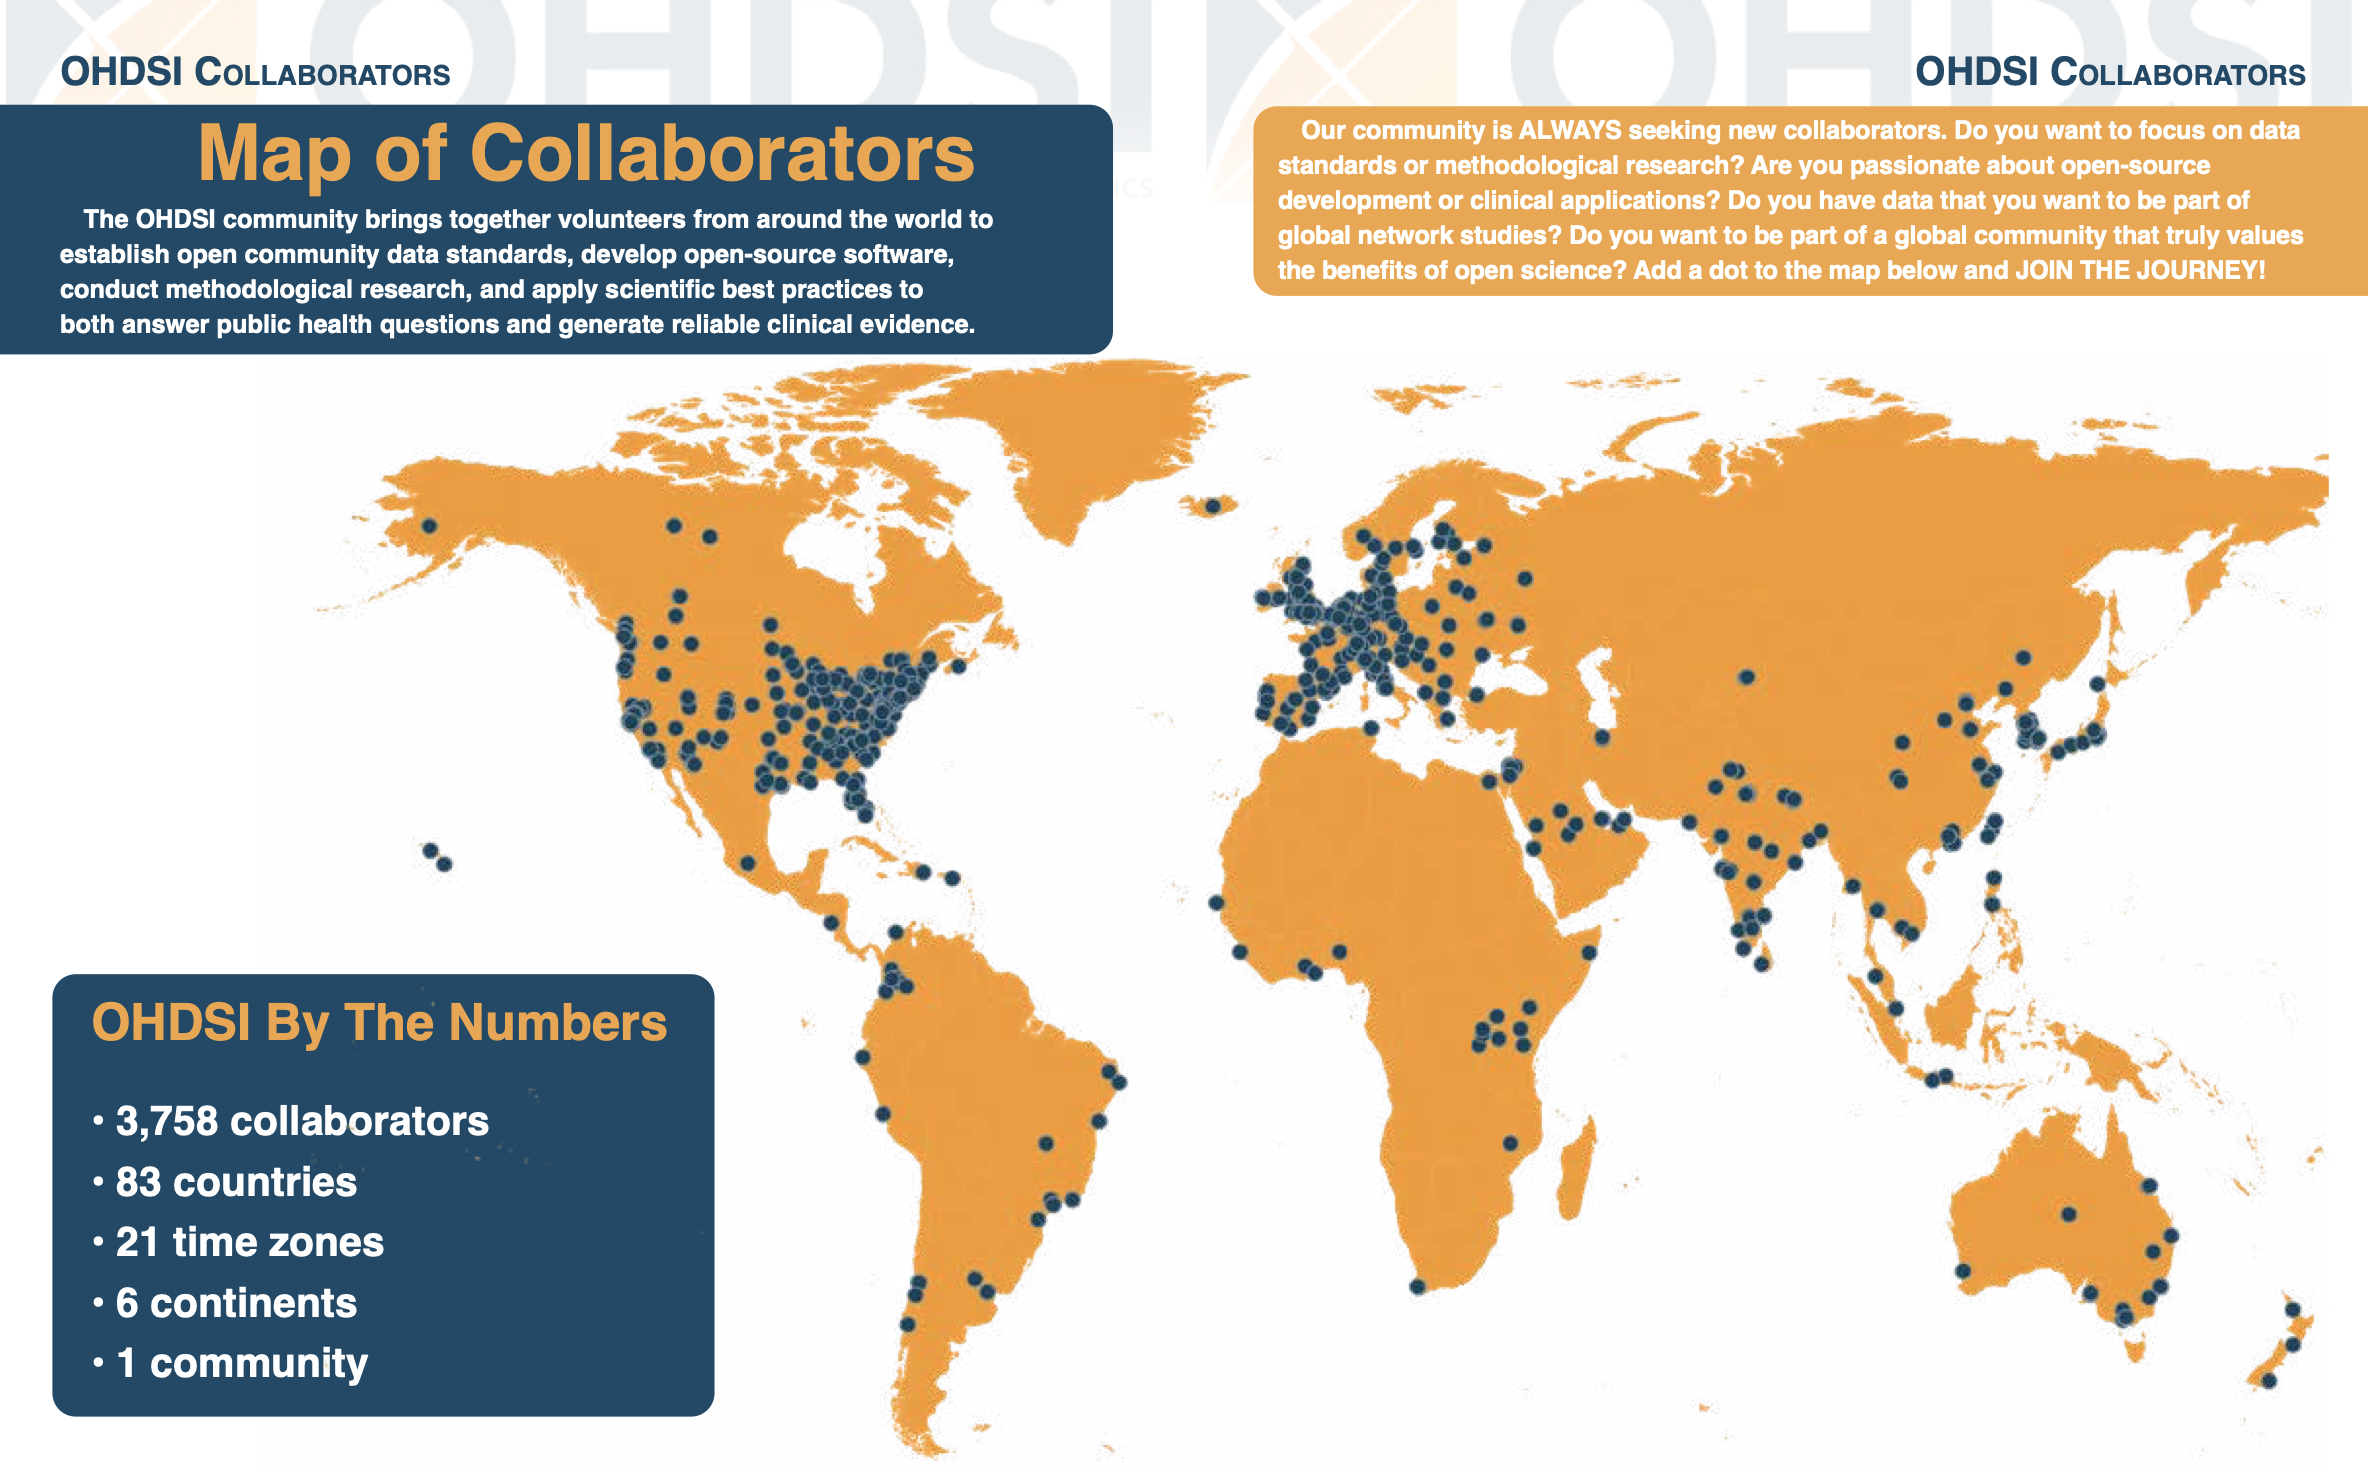 OHDSI
OHDSI
ICS
OHDSI COLLABORATORS
OHDSI COLLABORATORS
Map of Collaborators
The OHDSI community brings together volunteers from around the world to
establish open community data standards, develop open-source software,
conduct methodological research, and apply scientific best practices to
both answer public health questions and generate reliable clinical evidence.
Our community is ALWAYS seeking new collaborators. Do you want to focus on data
standards or methodological research? Are you passionate about open-source
development or clinical applications? Do you have data that you want to be part of
global network studies? Do you want to be part of a global community that truly values
the benefits of open science? Add a dot to the map below and JOIN THE JOURNEY!
OHDSI By The Numbers
• 3,758 collaborators
• 83 countries
• 21 time zones
• 6 continents
• 1 community